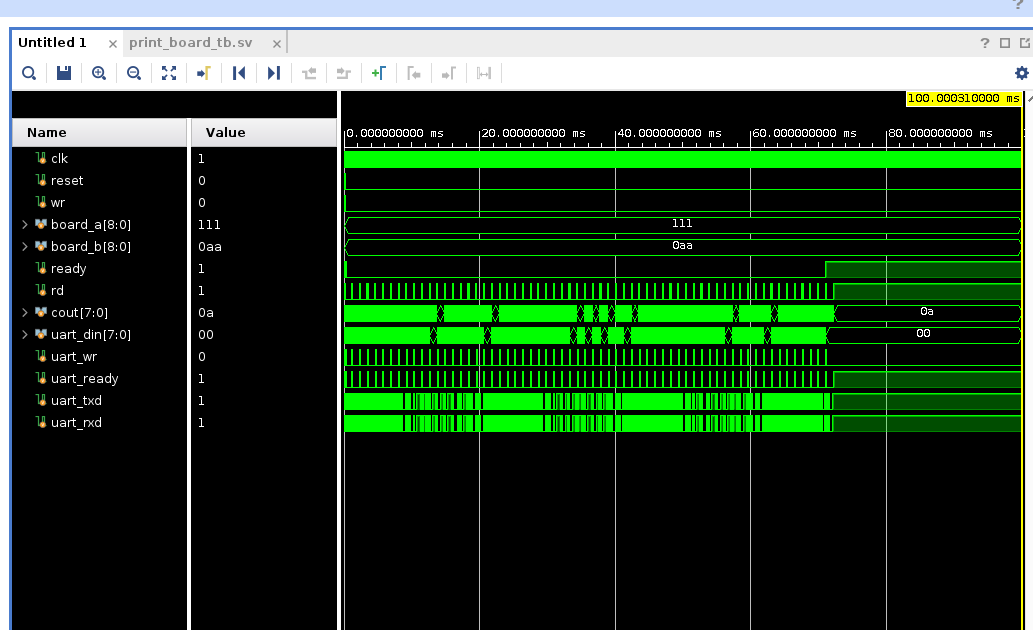 ?
Untitled 1 × print_board_tb.sv × ?
100.000310000 ms
Name Value
0.000000000 ms 20.000000000 ms 40.000000000 ms 60.000000000 ms 80.000000000 ms
clk 1
reset 0
wr 0
board_a[8:0] 111 111
board_b[8:0] 0aa 0aa
ready 1
rd 1
cout[7:0] 0a 0a
uart_din[7:0] 00 00
uart_wr 0
uart_ready 1
uart_txd 1
uart_rxd 1